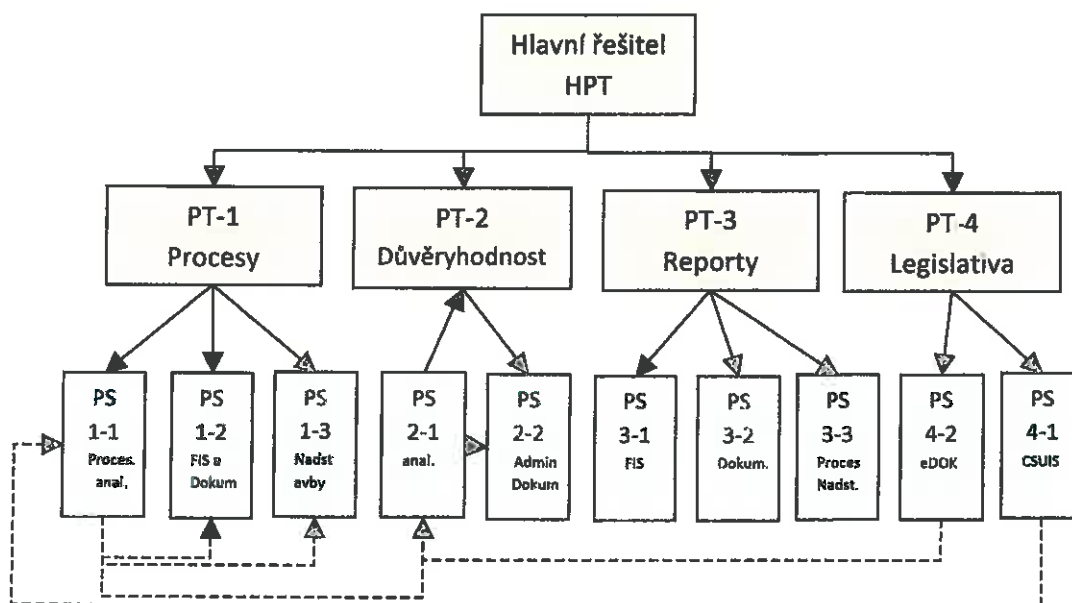 Hlavní řešitel
HPT
PT-1
Procesy
PT-2
Důvěryhodnost
PT-3
Reporty
PT-4
Legislativa
PS
1-1
Proces.
anal,
PS
1-2
FIS a
Dokum
PS
1-3
Nadst
avby
PS
2-1
anal.
PS
2-2
Admin
Dokum
PS
3-1
FIS
PS
3-2
Dokum.
PS
3-3
Proces
Nadst.
PS
4-2
eDOK
PS
4-1
CSUIS